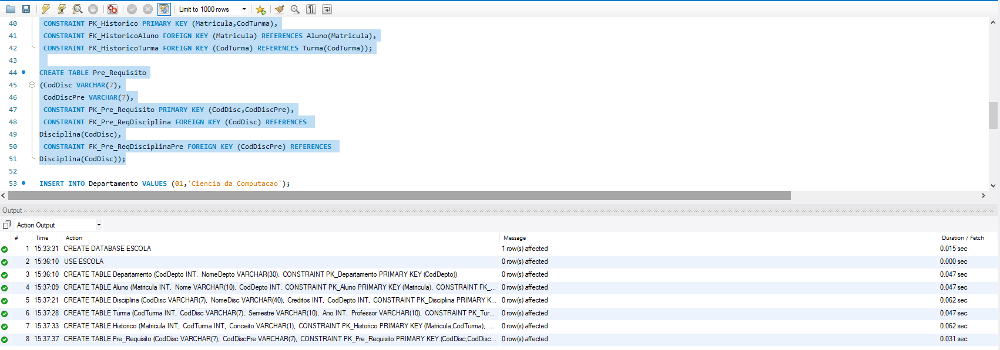 Limit to 1000 rows
40 CONSTRAINT PK_Historico PRIMARY KEY (Matricula,CodTurma),
41 CONSTRAINT FK_HistoricoAluno FOREIGN KEY (Matricula) REFERENCES Aluno(Matricula),
42 CONSTRAINT FK_HistoricoTurma FOREIGN KEY (CodTurma) REFERENCES Turma(CodTurma));
43
44 CREATE TABLE Pre_Requisito
45 (CodDisc VARCHAR(7),
46 CodDiscPre VARCHAR(7),
47 CONSTRAINT PK_Pre_Requisito PRIMARY KEY (CodDisc,CodDiscPre),
48 CONSTRAINT FK_Pre_ReqDisciplina FOREIGN KEY (CodDisc) REFERENCES
49 Disciplina(CodDisc),
50 CONSTRAINT FK_Pre_ReqDisciplinaPre FOREIGN KEY (CodDiscPre) REFERENCES
51 Disciplina(CodDisc));
52
53 INSERT INTO Departamento VALUES (01,'Ciencia da Computacao');
Output
Action Output
# Time Action Message Duration / Fetch
1 15:33:31 CREATE DATABASE ESCOLA 1 row(s) affected 0.015 sec
2 15:36:10 USE ESCOLA 0 row(s) affected 0.000 sec
3 15:36:10 CREATE TABLE Departamento (CodDepto INT, NomeDepto VARCHAR(30), CONSTRAINT PK_Departamento PRIMARY KEY (CodDepto)) 0 row(s) affected 0.047 sec
4 15:37:09 CREATE TABLE Aluno (Matricula INT, Nome VARCHAR(10), CodDepto INT, CONSTRAINT PK_Aluno PRIMARY KEY (Matricula), CONSTRAINT FK_... 0 row(s) affected 0.047 sec
5 15:37:21 CREATE TABLE Disciplina (CodDisc VARCHAR(7), NomeDisc VARCHAR(40), Creditos INT, CodDepto INT, CONSTRAINT PK_Disciplina PRIMARY K... 0 row(s) affected 0.062 sec
6 15:37:28 CREATE TABLE Turma (CodTurma INT, CodDisc VARCHAR(7), Semestre VARCHAR(10), Ano INT, Professor VARCHAR(10), CONSTRAINT PK_Tur... 0 row(s) affected 0.047 sec
7 15:37:33 CREATE TABLE Historico (Matricula INT, CodTurma INT, Conceito VARCHAR(1), CONSTRAINT PK_Historico PRIMARY KEY (Matricula,CodTurma), ... 0 row(s) affected 0.062 sec
8 15:37:37 CREATE TABLE Pre_Requisito (CodDisc VARCHAR(7), CodDiscPre VARCHAR(7), CONSTRAINT PK_Pre_Requisito PRIMARY KEY (CodDisc,CodDisc... 0 row(s) affected 0.031 sec